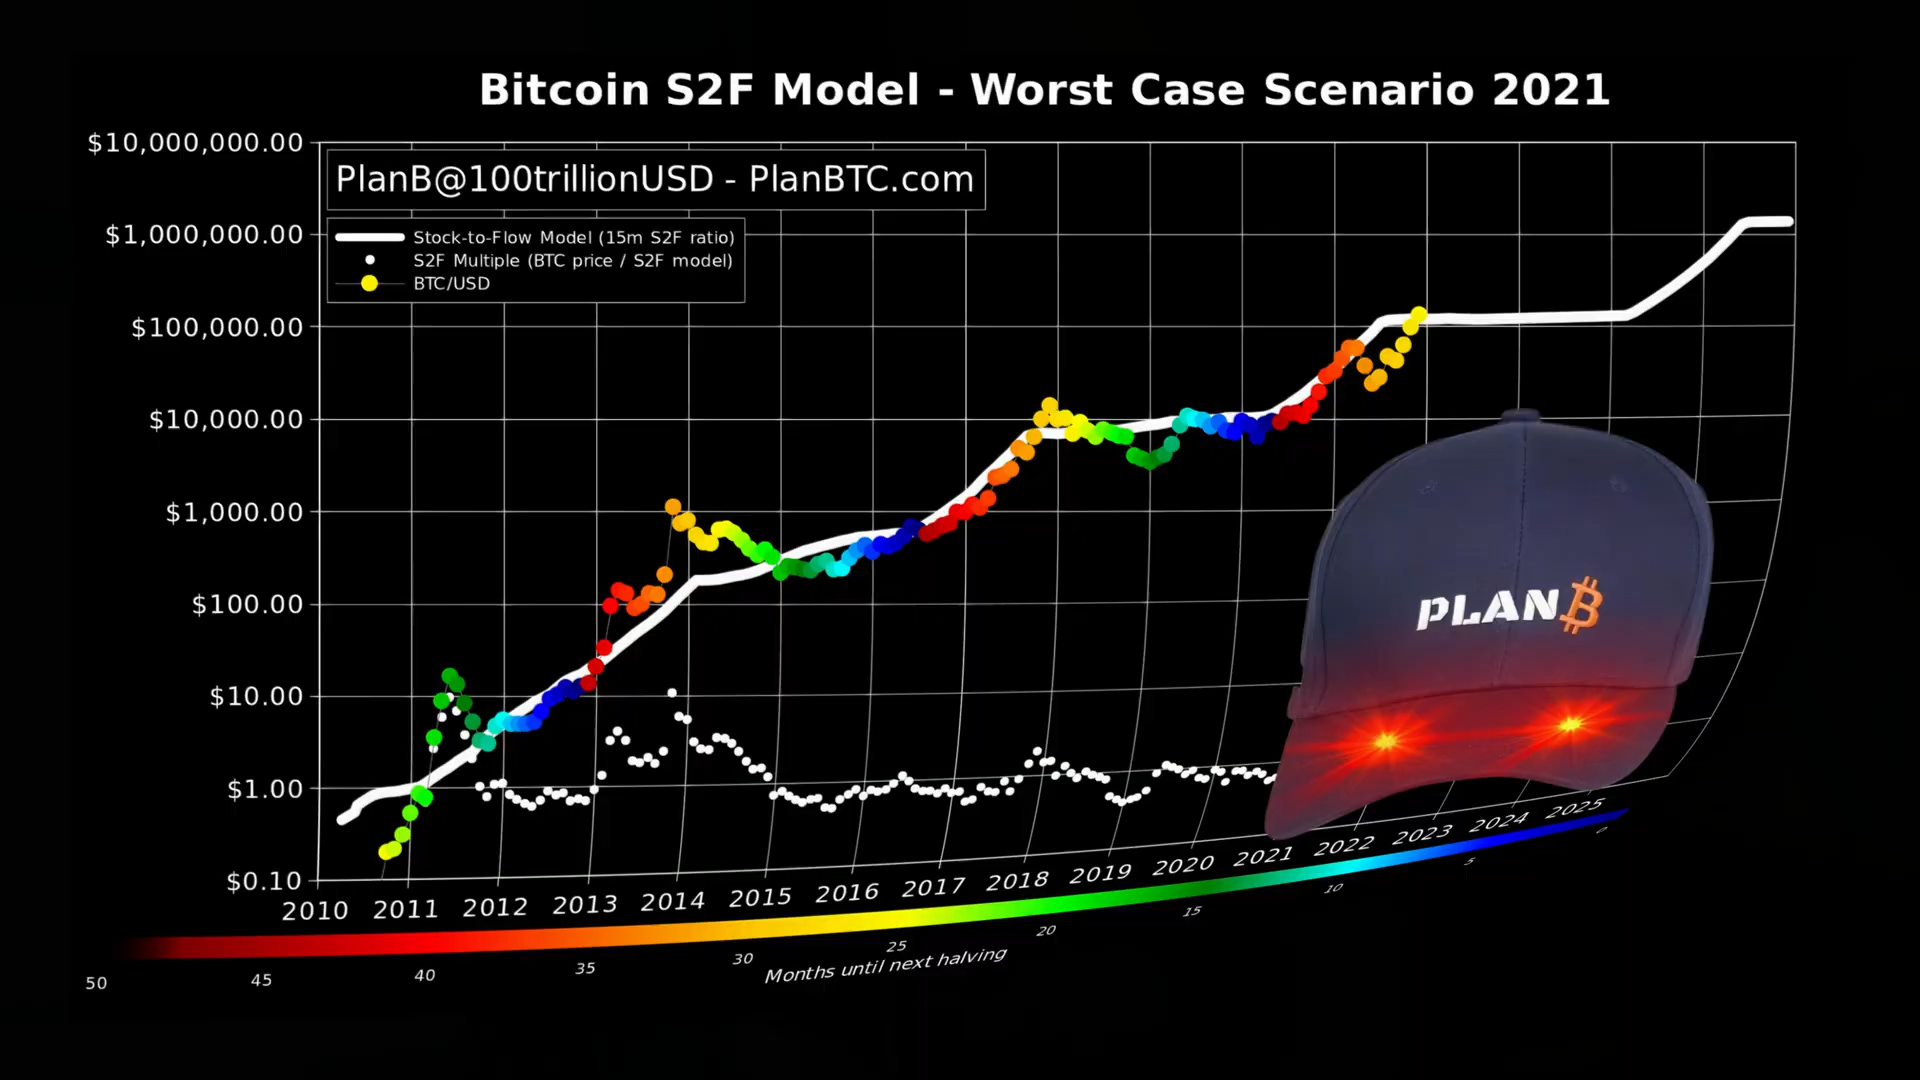 Bitcoin S2F Model - Worst Case Scenario 2021
$10,000,000.00
PlanB@100trillionUSD - PlanBTC.com
$1,000,000.00
Stock-to-Flow Model (15m S2F ratio)
S2F Multiple (BTC price / S2F model)
BTC/USD
$100,000.00
$10,000.00
$1,000.00
$100.00
$10.00
$1.00
$0.10
PLAN₿
2010 2011 2012 2013 2014 2015 2016 2017 2018 2019 2020 2021 2022 2023 2024 2025
50 45 40 35 30 25 20 15 10 5 0
Months until next halving